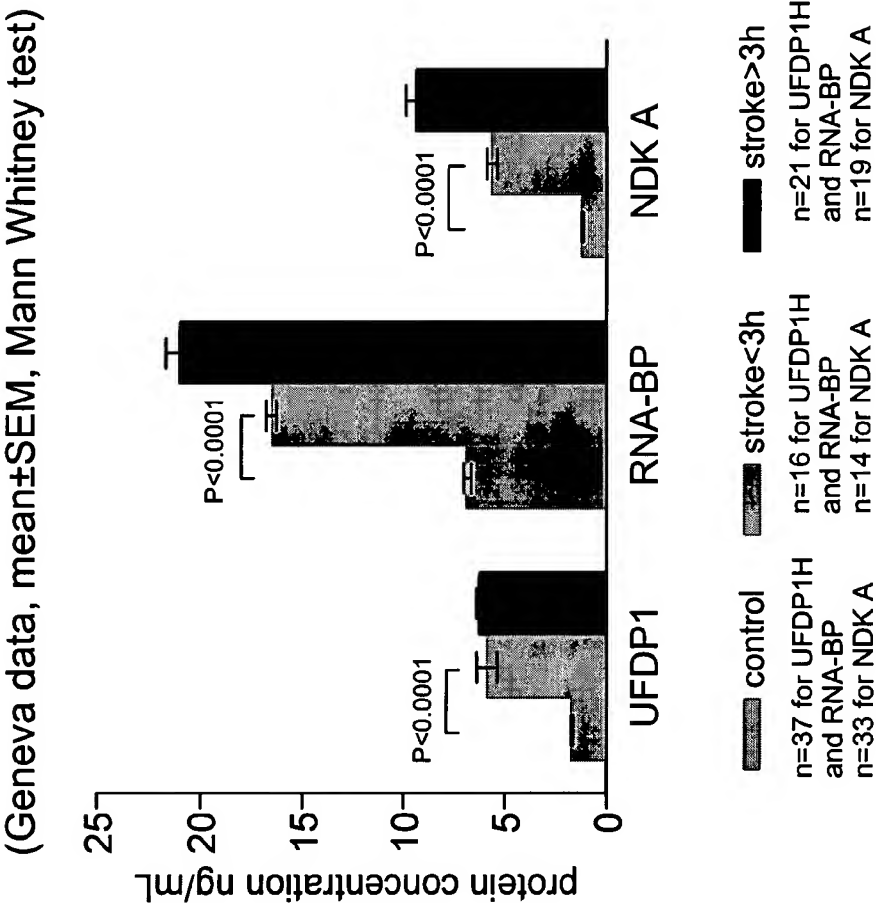 (Geneva data, mean±SEM, Mann Whitney test)
protein concentration ng/mL
25
20
15
10
5
0
P<0.0001
P<0.0001
P<0.0001
UFDP1
RNA-BP
NDK A
control
n=37 for UFDP1H
and RNA-BP
n=33 for NDK A
stroke<3h
n=16 for UFDP1H
and RNA-BP
n=14 for NDK A
stroke>3h
n=21 for UFDP1H
and RNA-BP
n=19 for NDK A